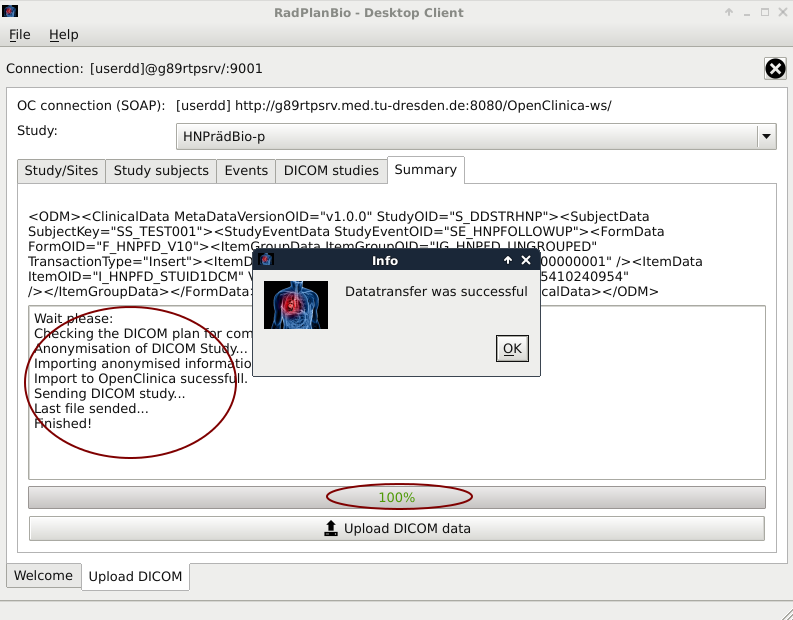 RadPlanBio - Desktop Client
File Help
Connection: [userdd]@g89rtpsrv/:9001
OC connection (SOAP): [userdd] http://g89rtpsrv.med.tu-dresden.de:8080/OpenClinica-ws/
Study: HNPrädBio-p
Study/Sites Study subjects Events DICOM studies Summary
<ODM><ClinicalData MetaDataVersionOID="v1.0.0" StudyOID="S_DDSTRHNP"><SubjectData
SubjectKey="SS_TEST001"><StudyEventData StudyEventOID="SE_HNPFOLLOWUP"><FormData
FormOID="F_HNPFD_V10"><ItemGroupData ItemGroupOID="IG_HNPFD_UNGROUPED"
TransactionType="Insert"><ItemD 00000001" /><ItemData
ItemOID="I_HNPFD_STUID1DCM" 5410240954"
/></ItemGroupData></FormData> calData></ODM>
Info
Datatransfer was successful
OK
Wait please:
Checking the DICOM plan for com
Anonymisation of DICOM Study...
Importing anonymised informatio
Import to OpenClinica sucessfull.
Sending DICOM study...
Last file sended...
Finished!
100%
Upload DICOM data
Welcome Upload DICOM